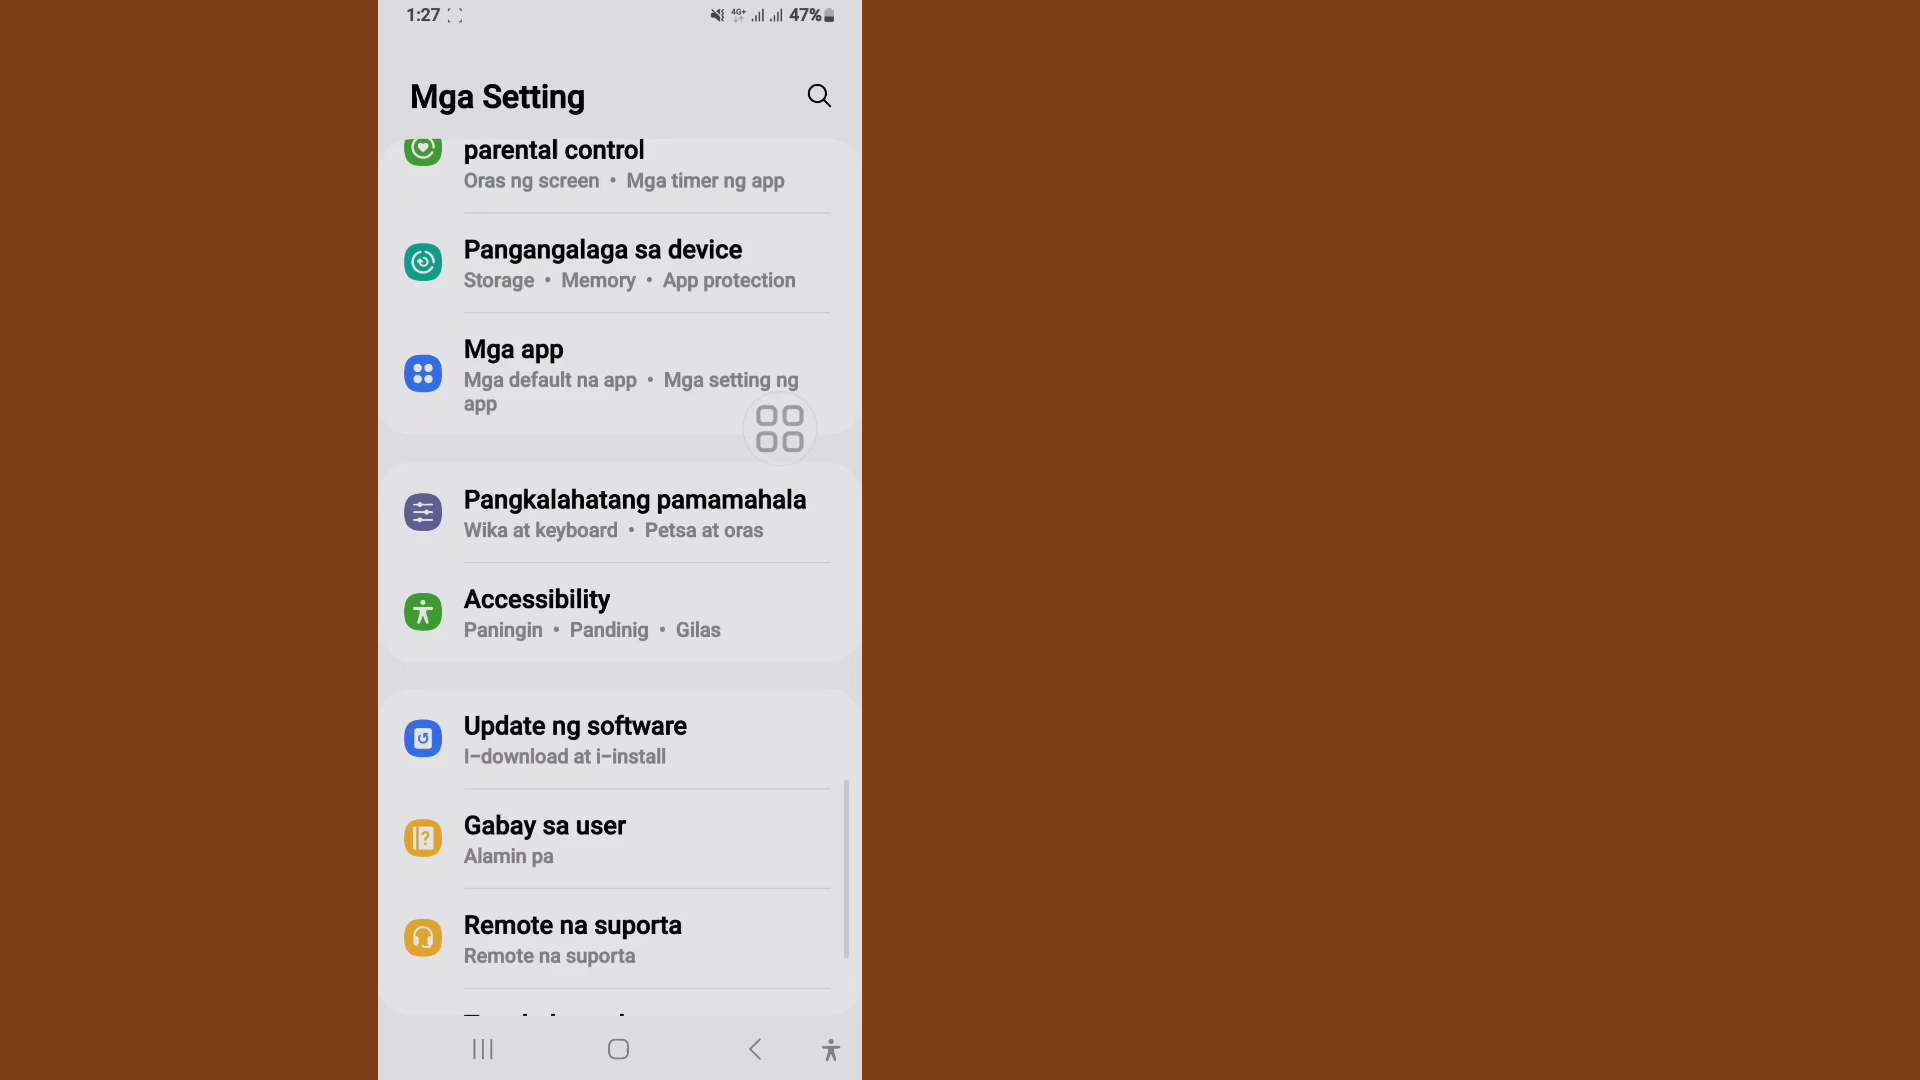 1:27
4G+
47%
Mga Setting
parental control
Oras ng screen • Mga timer ng app
Pangangalaga sa device
Storage • Memory • App protection
Mga app
Mga default na app • Mga setting ng
app
Pangkalahatang pamamahala
Wika at keyboard • Petsa at oras
Accessibility
Paningin • Pandinig • Gilas
Update ng software
I-download at i-install
Gabay sa user
Alamin pa
Remote na suporta
Remote na suporta